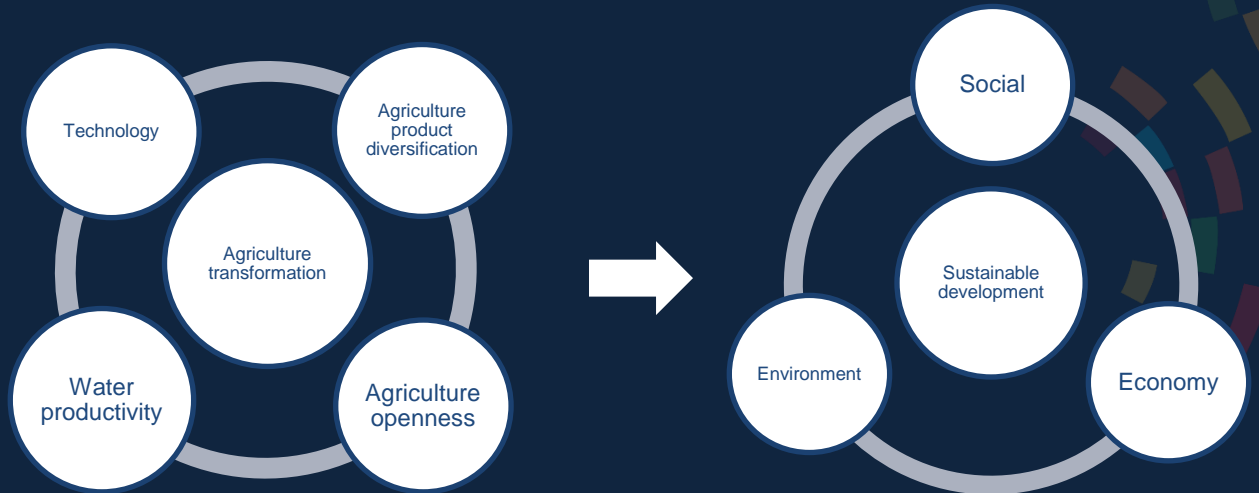 Technology
Agriculture
product
diversification
Agriculture
transformation
Water
productivity
Agriculture
openness
Social
Sustainable
development
Environment
Economy